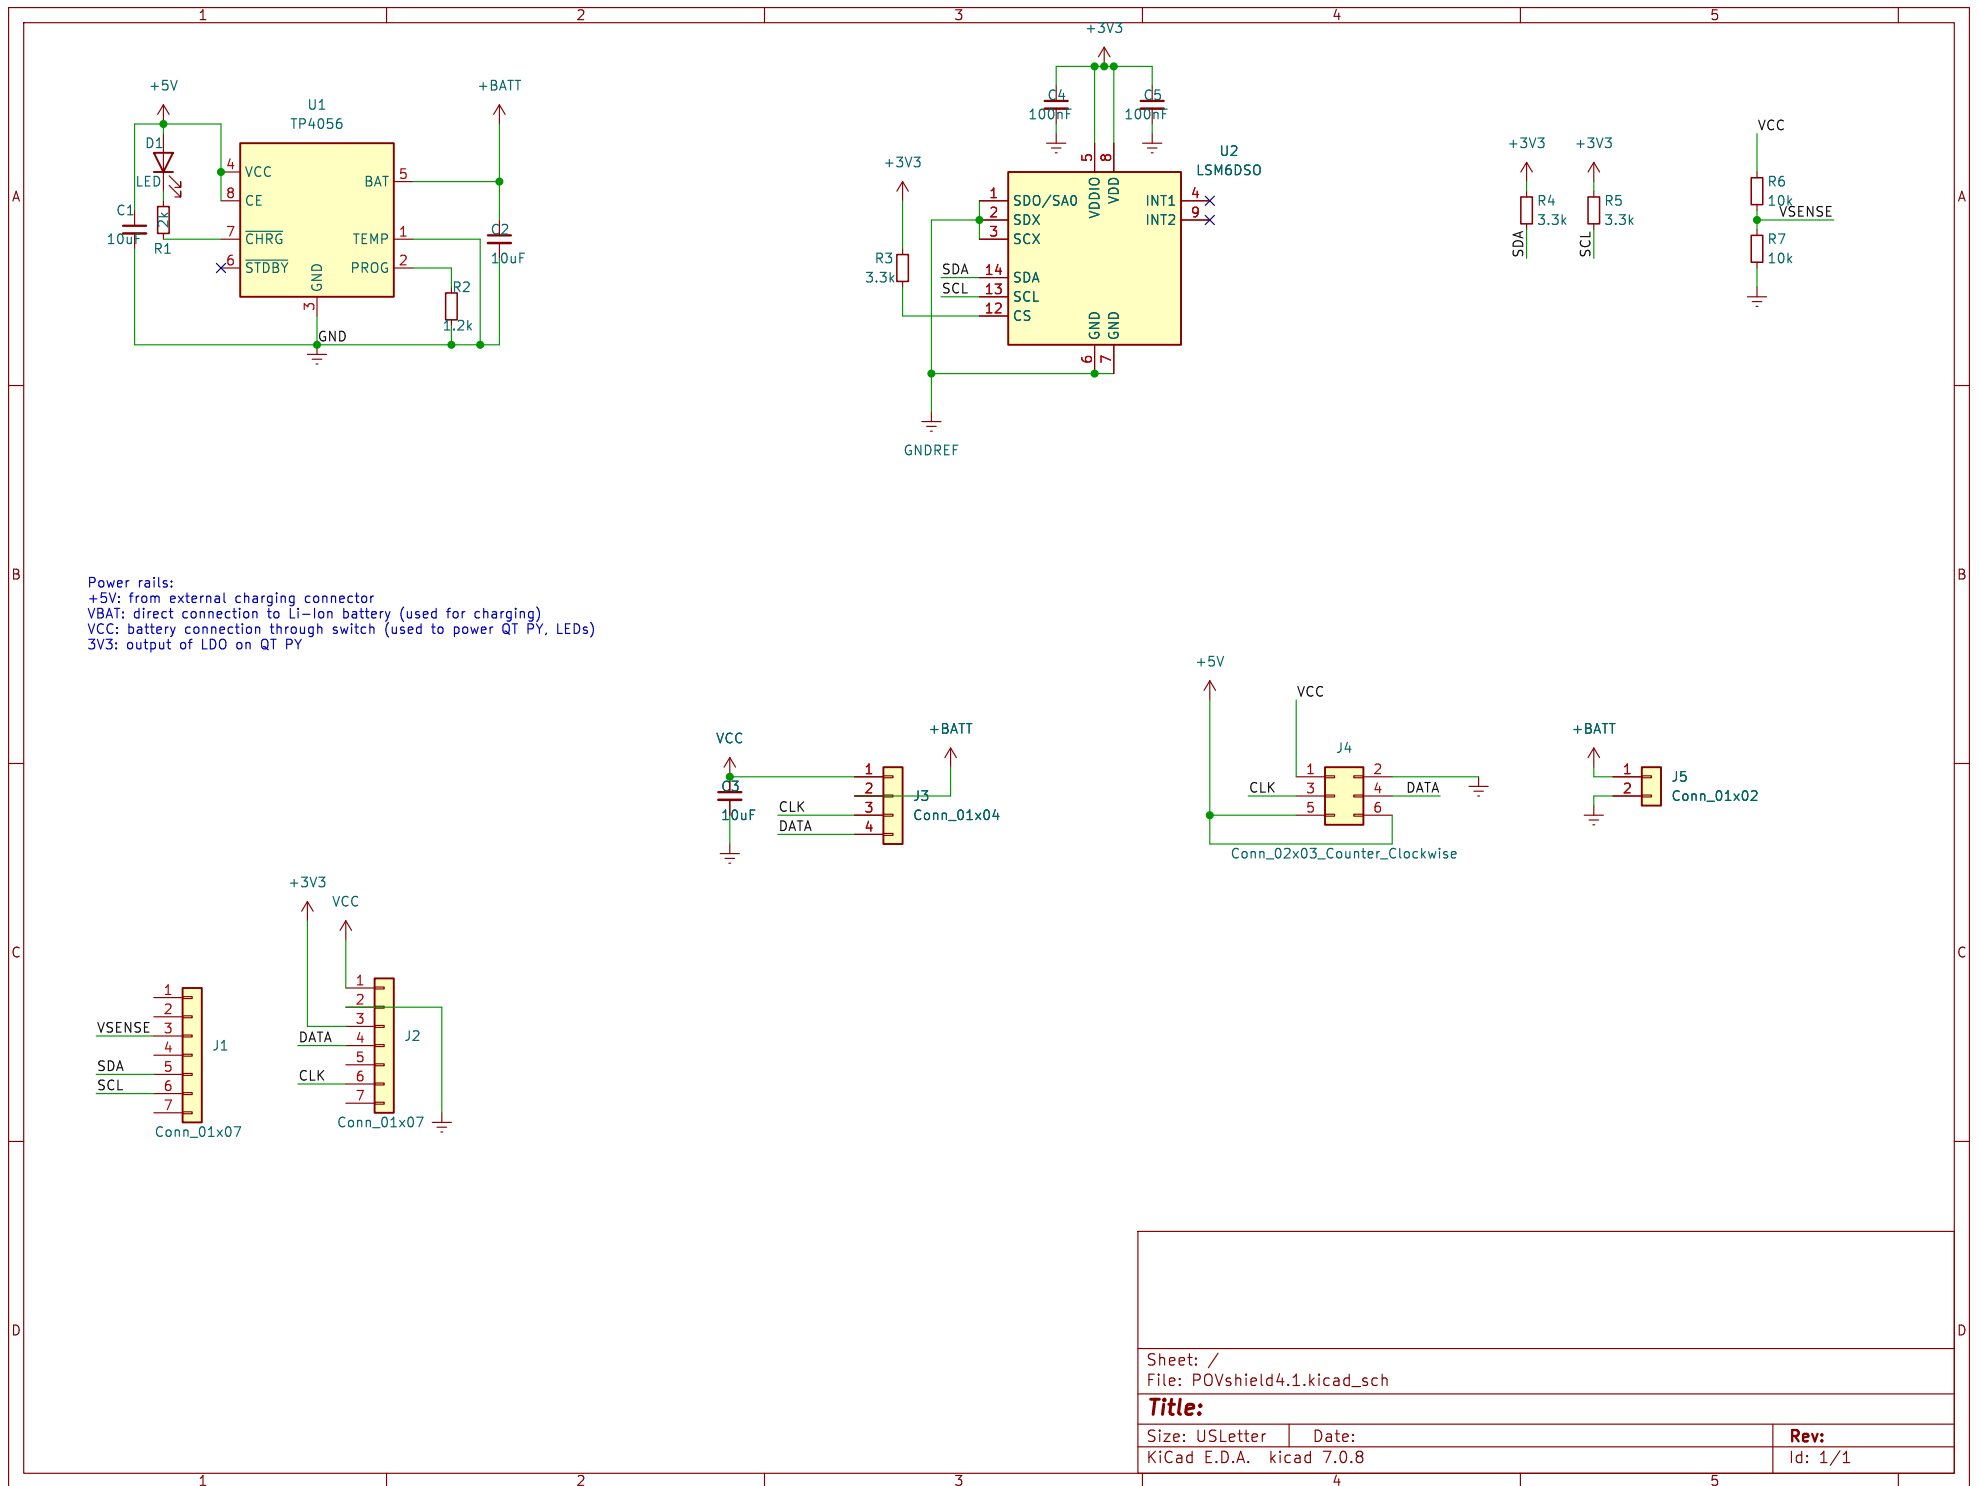 1 2 3 4 5
+3V3
+5V
+BATT
U1
TP4056
D1
LED
C1
10uF
2k
R1
4 VCC
8 CE
7 CHRG
6 STDBY
GND
3
BAT 5
TEMP 1
PROG 2
C2
10uF
R2
1.2k
GND
C4
100nF
C5
100nF
U2
LSM6DSO
+3V3
R3
3.3k
5 8
VDDIO
VDD
1 SDO/SA0
2 SDX
3 SCX
SDA 14 SDA
SCL 13 SCL
12 CS
INT1 4
INT2 9
GND
GND
6 7
GNDREF
+3V3
R4
3.3k
SDA
+3V3
R5
3.3k
SCL
VCC
R6
10k
VSENSE
R7
10k
A
A
B
B
Power rails:
+5V: from external charging connector
VBAT: direct connection to Li-Ion battery (used for charging)
VCC: battery connection through switch (used to power QT PY, LEDs)
3V3: output of LDO on QT PY
VCC
C3
10uF
+BATT
1
2
3
4
CLK
DATA
J3
Conn_01x04
+5V
VCC
J4
1 2
CLK 3 4 DATA
5 6
Conn_02x03_Counter_Clockwise
+BATT
1
2
J5
Conn_01x02
C
C
1
2
VSENSE 3
4
SDA 5
SCL 6
7
J1
Conn_01x07
+3V3
VCC
1
2
3
DATA 4
5
CLK 6
7
J2
Conn_01x07
D
D
Sheet: /
File: POVshield4.1.kicad_sch
Title:
Size: USLetter Date: Rev:
KiCad E.D.A. kicad 7.0.8 Id: 1/1
1 2 3 4 5